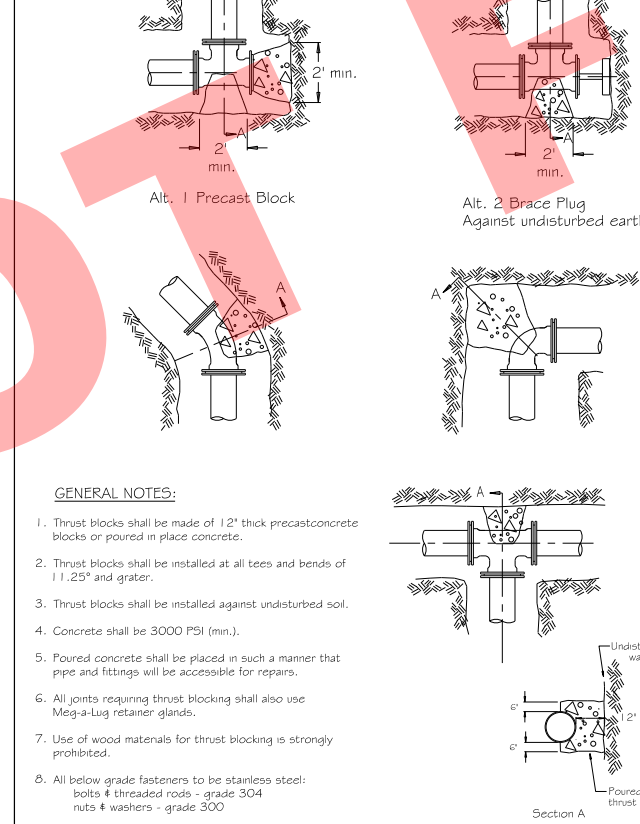 2' min.
A
2'
min.
Alt. 1 Precast Block
A
2'
min.
Alt. 2 Brace Plug
Against undisturbed
A
A
GENERAL NOTES:
1. Thrust blocks shall be made of 12" thick precastconcrete
blocks or poured in place concrete.
2. Thrust blocks shall be installed at all tees and bends of
11.25° and grater.
3. Thrust blocks shall be installed against undisturbed soil.
4. Concrete shall be 3000 PSI (min.).
5. Poured concrete shall be placed in such a manner that
pipe and fittings will be accessible for repairs.
6. All joints requiring thrust blocking shall also use
Meg-a-Lug retainer glands.
7. Use of wood materials for thrust blocking is strongly
prohibited.
8. All below grade fasteners to be stainless steel:
bolts & threaded rods - grade 304
nuts & washers - grade 300
A
6"
6"
12"
Poured
thrust
Section A